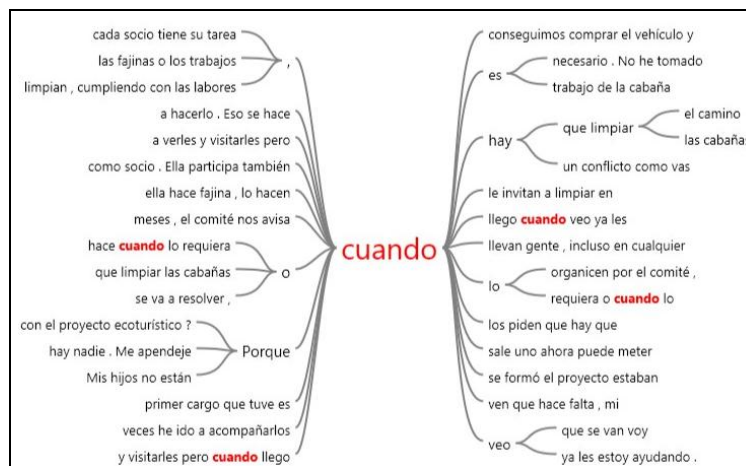 cada socio tiene su tarea
las fajinas o los trabajos
limpian , cumpliendo con las labores
,
a hacerlo . Eso se hace
a verles y visitarles pero
como socio . Ella participa también
ella hace fajina , lo hacen
meses , el comité nos avisa
hace cuando lo requiera
que limpiar las cabañas
se va a resolver ,
o
con el proyecto ecoturístico ?
hay nadie . Me apendeje
Mis hijos no están
Porque
primer cargo que tuve es
veces he ido a acompañarlos
y visitarles pero cuando llego
cuando
conseguimos comprar el vehículo y
es
necesario . No he tomado
trabajo de la cabaña
hay
que limpiar
el camino
las cabañas
un conflicto como vas
le invitan a limpiar en
llego cuando veo ya les
llevan gente , incluso en cualquier
lo
organicen por el comité ,
requiera o cuando lo
los piden que hay que
sale uno ahora puede meter
se formó el proyecto estaban
ven que hace falta , mi
veo
que se van voy
ya les estoy ayudando .